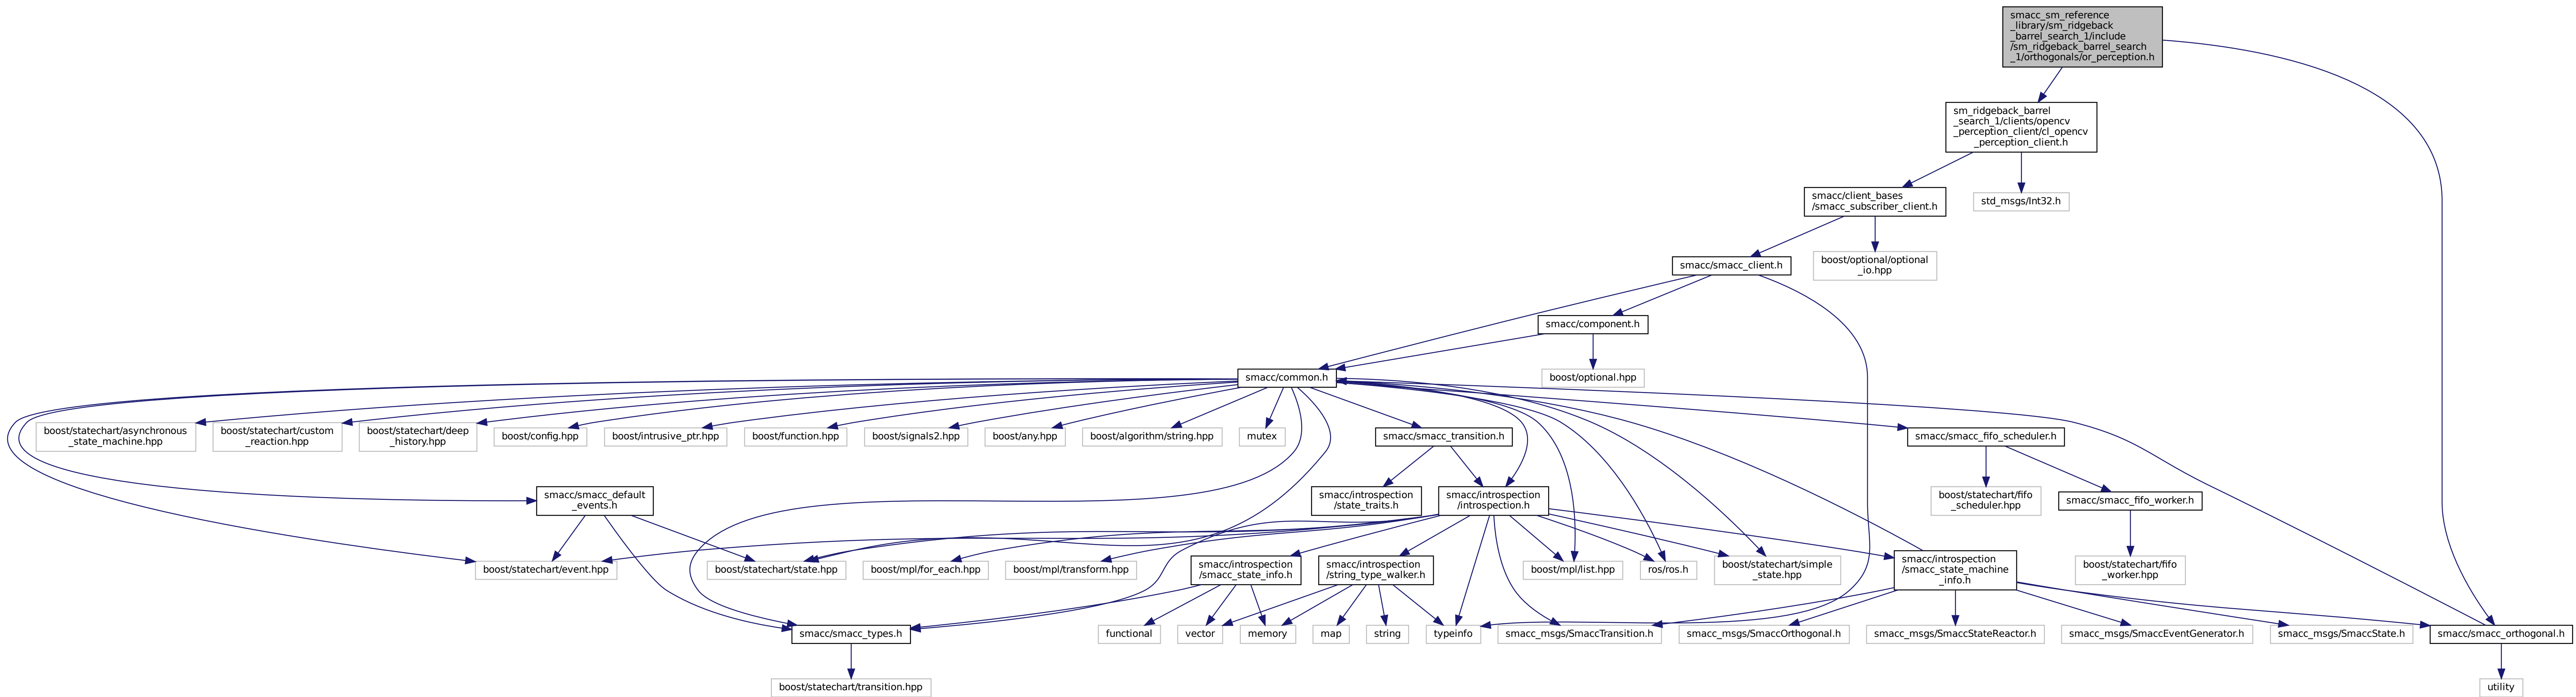 smacc_sm_reference
_library/sm_ridgeback
_barrel_search_1/include
/sm_ridgeback_barrel_search
_1/orthogonals/or_perception.h
sm_ridgeback_barrel
_search_1/clients/opencv
_perception_client/cl_opencv
_perception_client.h
smacc/client_bases
/smacc_subscriber_client.h
std_msgs/Int32.h
smacc/smacc_client.h
boost/optional/optional
_io.hpp
smacc/component.h
smacc/common.h
boost/optional.hpp
boost/statechart/asynchronous
_state_machine.hpp
boost/statechart/custom
_reaction.hpp
boost/statechart/deep
_history.hpp
boost/config.hpp
boost/intrusive_ptr.hpp
boost/function.hpp
boost/signals2.hpp
boost/any.hpp
boost/algorithm/string.hpp
mutex
smacc/smacc_transition.h
smacc/smacc_fifo_scheduler.h
smacc/smacc_default
_events.h
smacc/introspection
/state_traits.h
smacc/introspection
/introspection.h
boost/statechart/fifo
_scheduler.hpp
smacc/smacc_fifo_worker.h
boost/statechart/event.hpp
boost/statechart/state.hpp
boost/mpl/for_each.hpp
boost/mpl/transform.hpp
smacc/introspection
/smacc_state_info.h
smacc/introspection
/string_type_walker.h
boost/mpl/list.hpp
ros/ros.h
boost/statechart/simple
_state.hpp
smacc/introspection
/smacc_state_machine
_info.h
boost/statechart/fifo
_worker.hpp
smacc/smacc_types.h
functional
vector
memory
map
string
typeinfo
smacc_msgs/SmaccTransition.h
smacc_msgs/SmaccOrthogonal.h
smacc_msgs/SmaccStateReactor.h
smacc_msgs/SmaccEventGenerator.h
smacc_msgs/SmaccState.h
smacc/smacc_orthogonal.h
boost/statechart/transition.hpp
utility